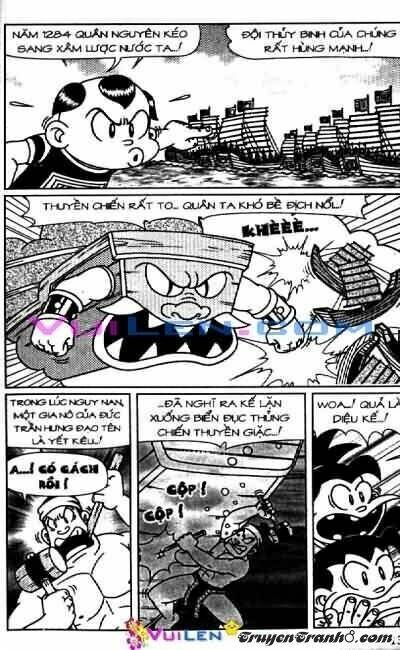 NĂM 1284 QUÂN NGUYÊN KÉO
SANG XÂM LƯỢC NƯỚC TA...!
ĐỘI THỦY BINH CỦA CHÚNG
RẤT HÙNG MẠNH...!
THUYỀN CHIẾN RẤT TO... QUÂN TA KHÓ BỀ ĐỊCH NỔI...!
KHÈÈÈ...
VUILEN.COM
TRONG LÚC NGUY NAN,
MỘT GIA NÔ CỦA ĐỨC
TRẦN HƯNG ĐẠO TÊN
LÀ YẾT KIÊU..!
A...! CÓ CÁCH
RỒI!
..ĐÃ NGHĨ RA KẾ LẶN
XUỐNG BIỂN ĐỤC THỦNG
CHIẾN THUYỀN GIẶC...!
CỘP!
CỘP!
WOA..! QUẢ LÀ
DIỆU KẾ...!
VUILEN
TruyenTranh8.com